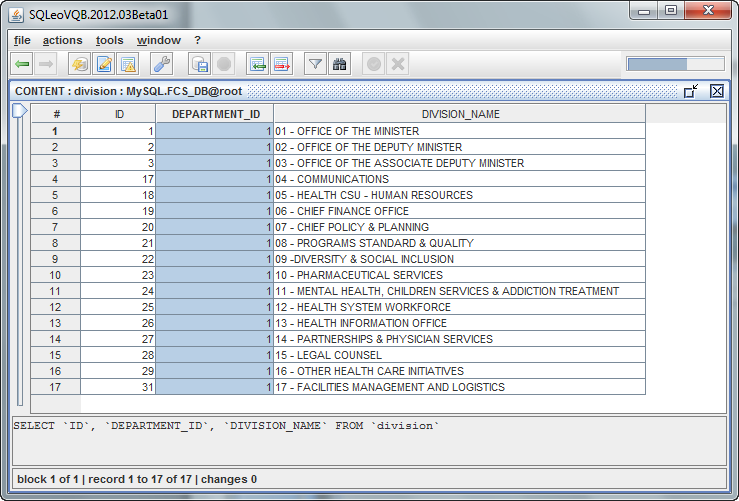 SQLeoVQB.2012.03Beta01
file actions tools window ?
CONTENT : division : MySQL.FCS_DB@root
# ID DEPARTMENT_ID DIVISION_NAME
1 1 1 01 - OFFICE OF THE MINISTER
2 2 1 02 - OFFICE OF THE DEPUTY MINISTER
3 3 1 03 - OFFICE OF THE ASSOCIATE DEPUTY MINISTER
4 17 1 04 - COMMUNICATIONS
5 18 1 05 - HEALTH CSU - HUMAN RESOURCES
6 19 1 06 - CHIEF FINANCE OFFICE
7 20 1 07 - CHIEF POLICY & PLANNING
8 21 1 08 - PROGRAMS STANDARD & QUALITY
9 22 1 09 -DIVERSITY & SOCIAL INCLUSION
10 23 1 10 - PHARMACEUTICAL SERVICES
11 24 1 11 - MENTAL HEALTH, CHILDREN SERVICES & ADDICTION TREATMENT
12 25 1 12 - HEALTH SYSTEM WORKFORCE
13 26 1 13 - HEALTH INFORMATION OFFICE
14 27 1 14 - PARTNERSHIPS & PHYSICIAN SERVICES
15 28 1 15 - LEGAL COUNSEL
16 29 1 16 - OTHER HEALTH CARE INITIATIVES
17 31 1 17 - FACILITIES MANAGEMENT AND LOGISTICS
SELECT `ID`, `DEPARTMENT_ID`, `DIVISION_NAME` FROM `division`
block 1 of 1 | record 1 to 17 of 17 | changes 0